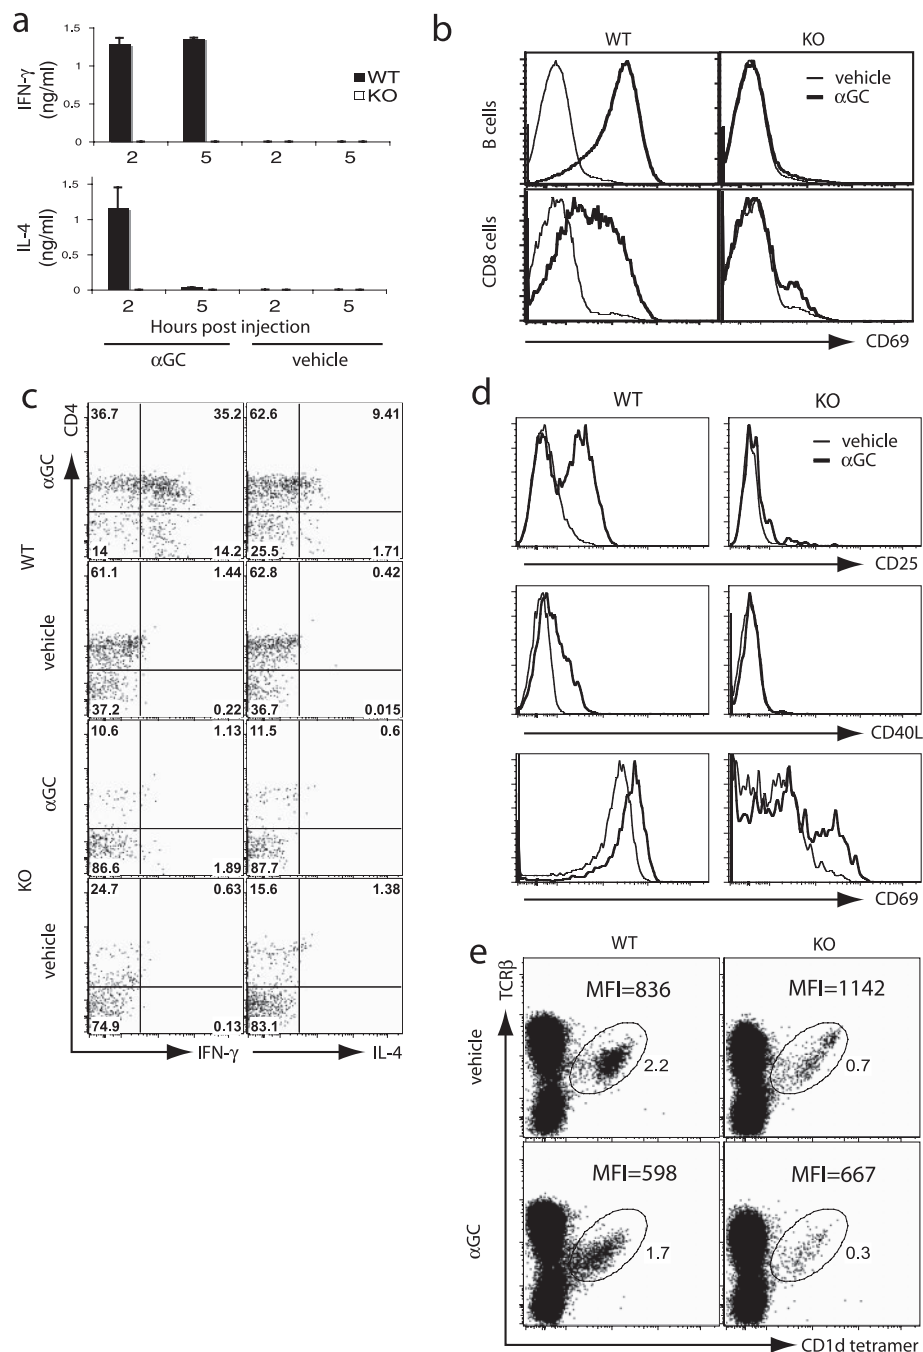 a
IFN-γ
(ng/ml)
1.5
1
0.5
0
WT
KO
2 5 2 5
IL-4
(ng/ml)
1.5
1
0.5
0
2 5 2 5
Hours post injection
αGC vehicle
b
WT KO
B cells
vehicle
αGC
CD8 cells
CD69
c
CD4
WT
αGC
36.7 35.2 62.6 9.41
14 14.2 25.5 1.71
vehicle
61.1 1.44 62.8 0.42
37.2 0.22 36.7 0.015
KO
αGC
10.6 1.13 11.5 0.6
86.6 1.89 87.7
vehicle
24.7 0.63 15.6 1.38
74.9 0.13 83.1
IFN-γ IL-4
d
WT KO
vehicle
αGC
CD25
CD40L
CD69
e
WT KO
TCRβ
vehicle
MFI=836 MFI=1142
2.2 0.7
αGC
MFI=598 MFI=667
1.7 0.3
CD1d tetramer